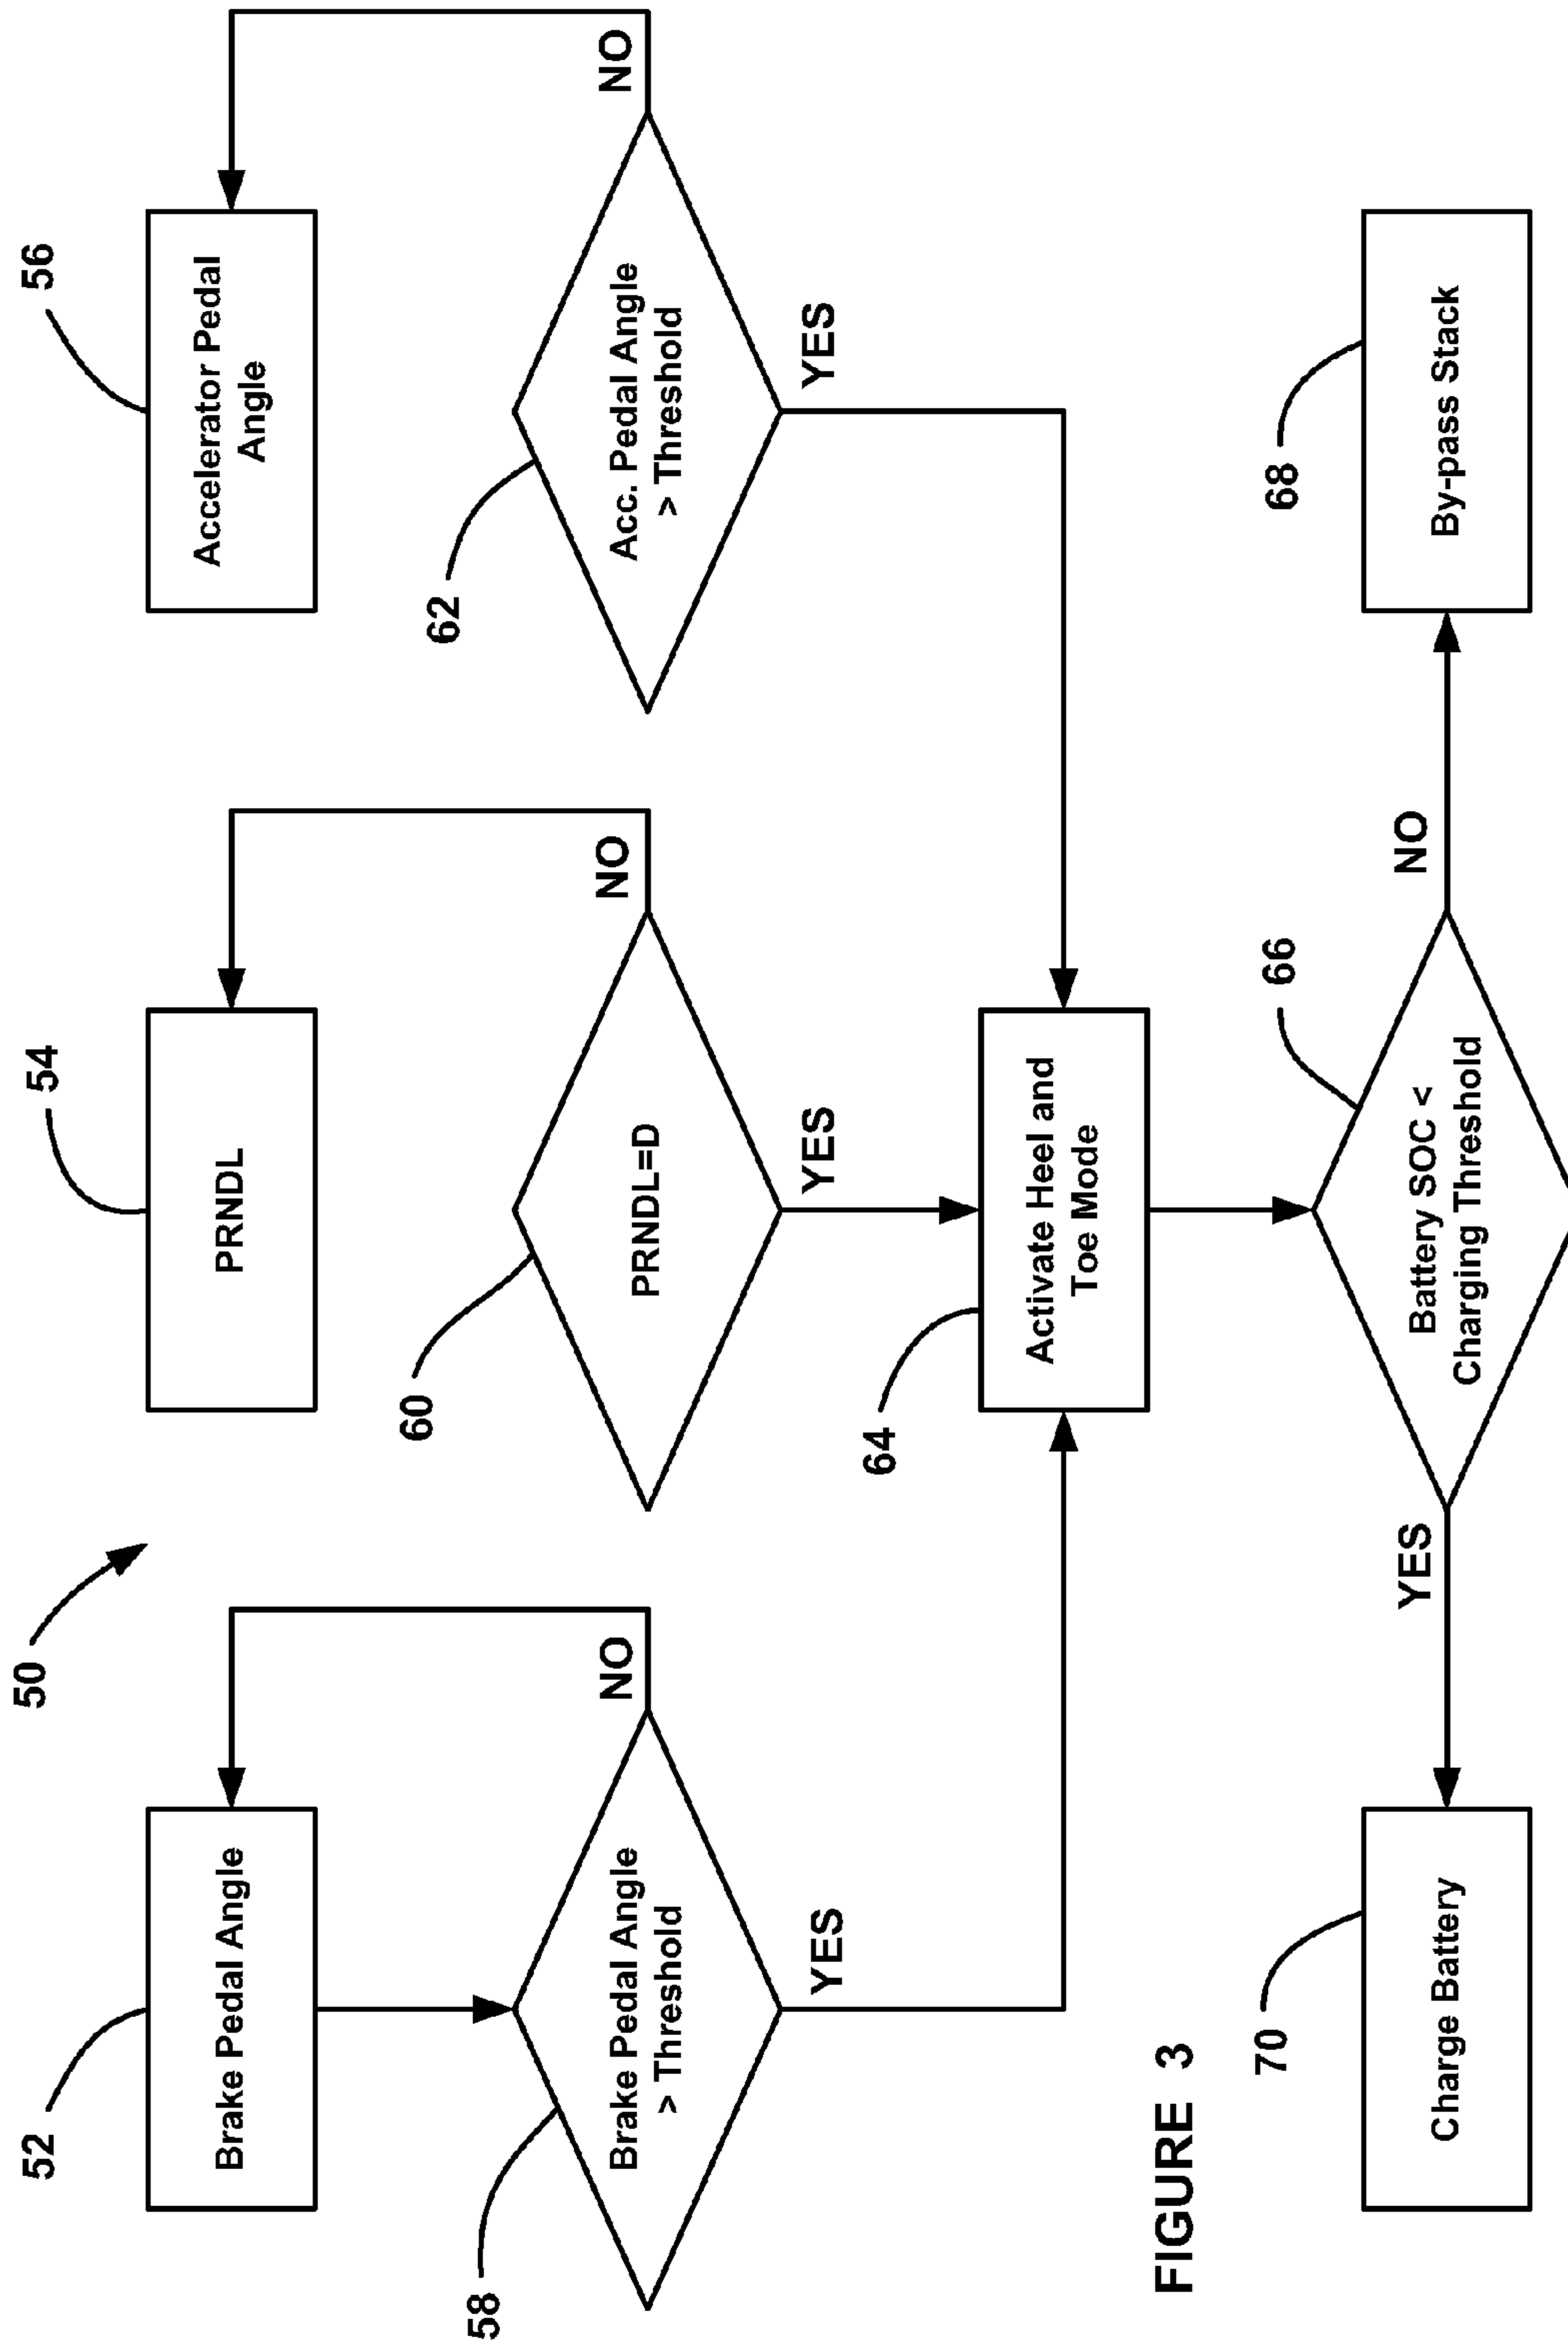 50
52
54
56
Brake Pedal Angle
PRNDL
Accelerator Pedal
Angle
58
60
62
Brake Pedal Angle
> Threshold
NO
PRNDL=D
NO
Acc. Pedal Angle
> Threshold
NO
YES
YES
YES
64
Activate Heel and
Toe Mode
FIGURE 3
70
66
68
Charge Battery
YES
Battery SOC <
Charging Threshold
NO
By-pass Stack